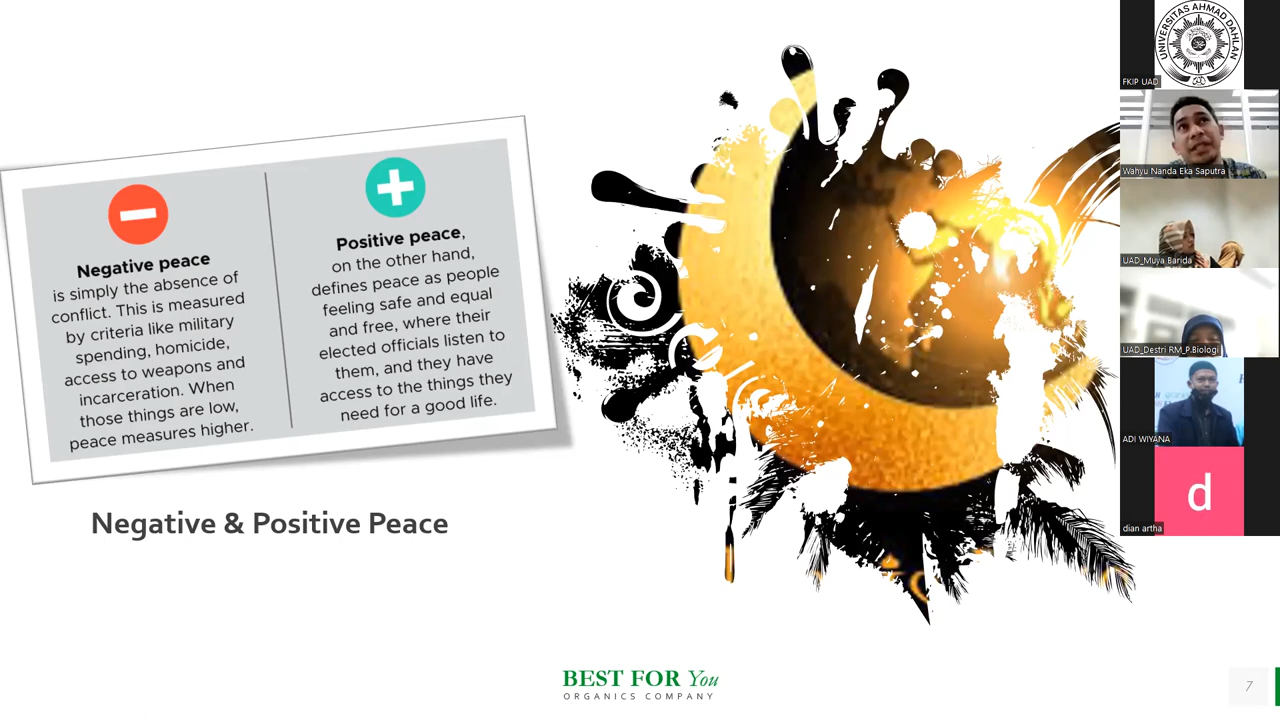 Negative peace
is simply the absence of
conflict. This is measured
by criteria like military
spending, homicide,
access to weapons and
incarceration. When
those things are low,
peace measures higher.
Positive peace,
on the other hand,
defines peace as people
feeling safe and equal
and free, where their
elected officials listen to
them, and they have
access to the things they
need for a good life.
Negative & Positive Peace
BEST FOR You
ORGANICS COMPANY
7
UNIVERSITAS AHMAD DAHLAN
FKIP UAD
Wahyu Nanda Eka Saputra
UAD_Muya Barida
UAD_Destri RM_P.Biologi
ADI WIYANA
d
dian artha